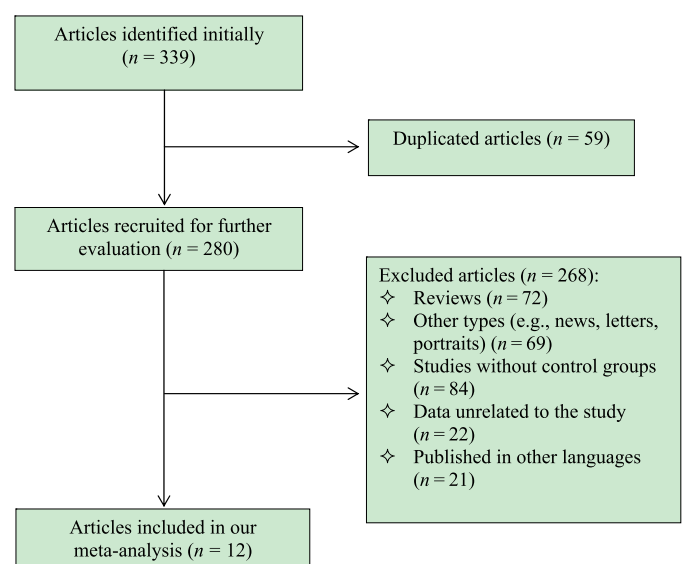 Articles identified initially
(n = 339)
Duplicated articles (n = 59)
Articles recruited for further
evaluation (n = 280)
Excluded articles (n = 268):
✧ Reviews (n = 72)
✧ Other types (e.g., news, letters,
portraits) (n = 69)
✧ Studies without control groups
(n = 84)
✧ Data unrelated to the study
(n = 22)
✧ Published in other languages
(n = 21)
Articles included in our
meta-analysis (n = 12)